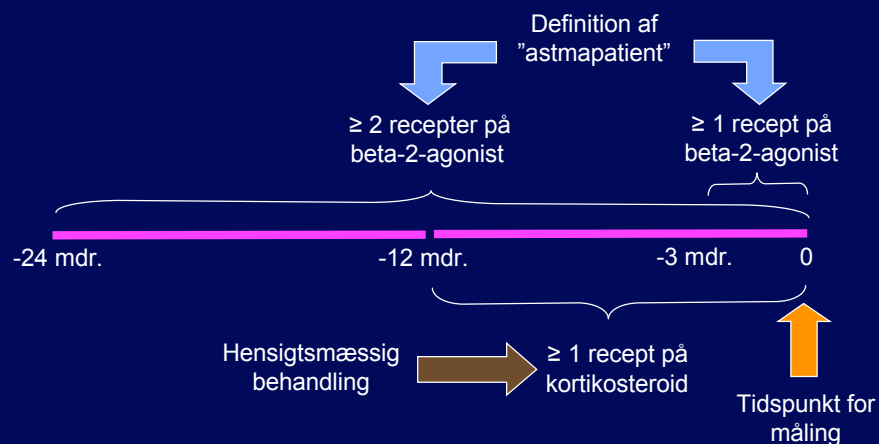 Definition af
”astmapatient”
≥ 2 recepter på
beta-2-agonist
≥ 1 recept på
beta-2-agonist
-24 mdr.
-12 mdr.
-3 mdr.
0
Hensigtsmæssig
behandling
≥ 1 recept på
kortikosteroid
Tidspunkt for
måling